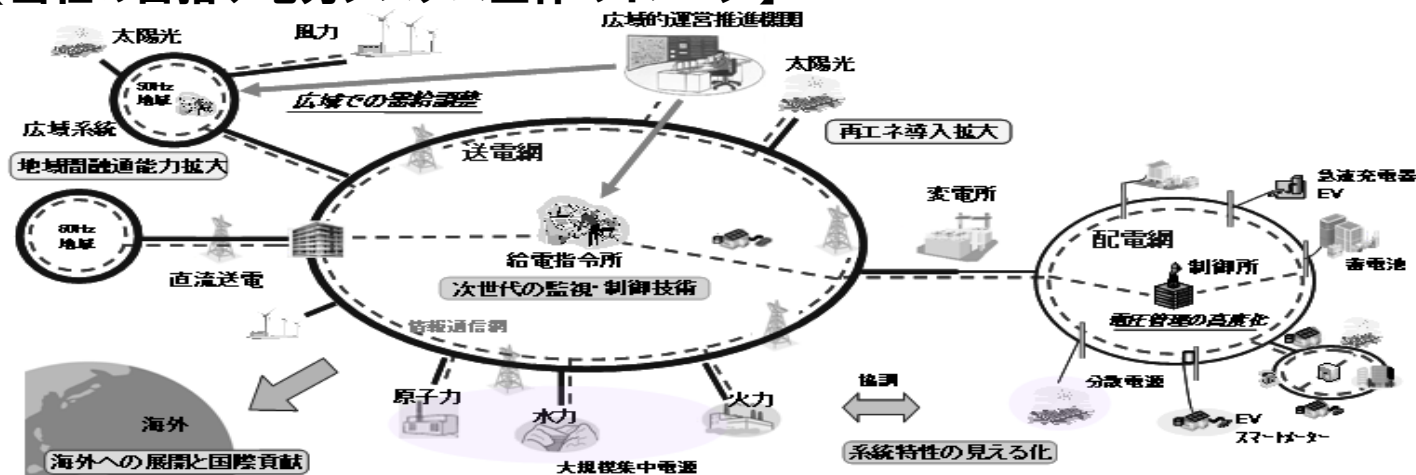 太陽光
風力
広域的運営推進機関
太陽光
50Hz
地域
広域での需給調整
広域系統
送電網
再エネ導入拡大
地域間融通能力拡大
急速充電器
EV
変電所
60Hz
地域
配電網
給電指令所
制御所
蓄電池
直流送電
次世代の監視・制御技術
電圧管理の高度化
情報通信網
原子力
水力
火力
協調
分散電源
海外
EV
スマートメーター
海外への展開と国際貢献
大規模集中電源
系統特性の見える化